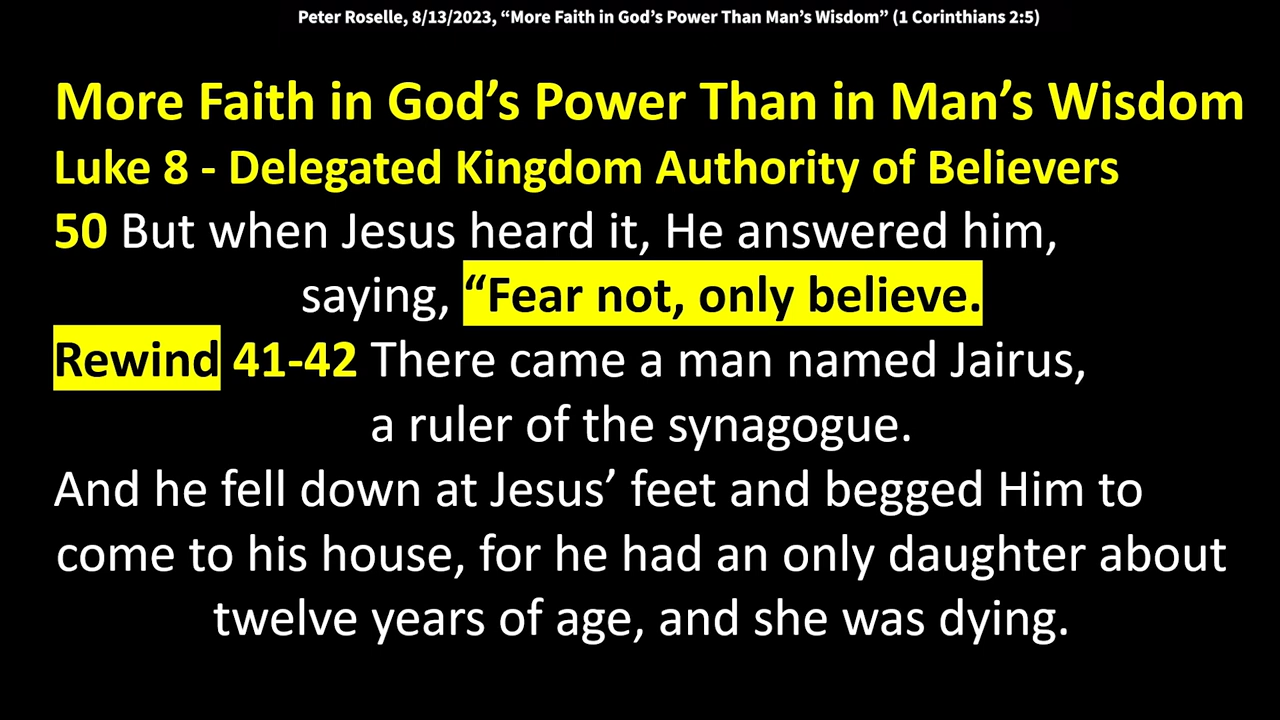 Peter Roselle, 8/13/2023, “More Faith in God’s Power Than Man’s Wisdom” (1 Corinthians 2:5)
More Faith in God’s Power Than in Man’s Wisdom
Luke 8 - Delegated Kingdom Authority of Believers
50 But when Jesus heard it, He answered him,
saying, “Fear not, only believe.
Rewind 41-42 There came a man named Jairus,
a ruler of the synagogue.
And he fell down at Jesus’ feet and begged Him to
come to his house, for he had an only daughter about
twelve years of age, and she was dying.